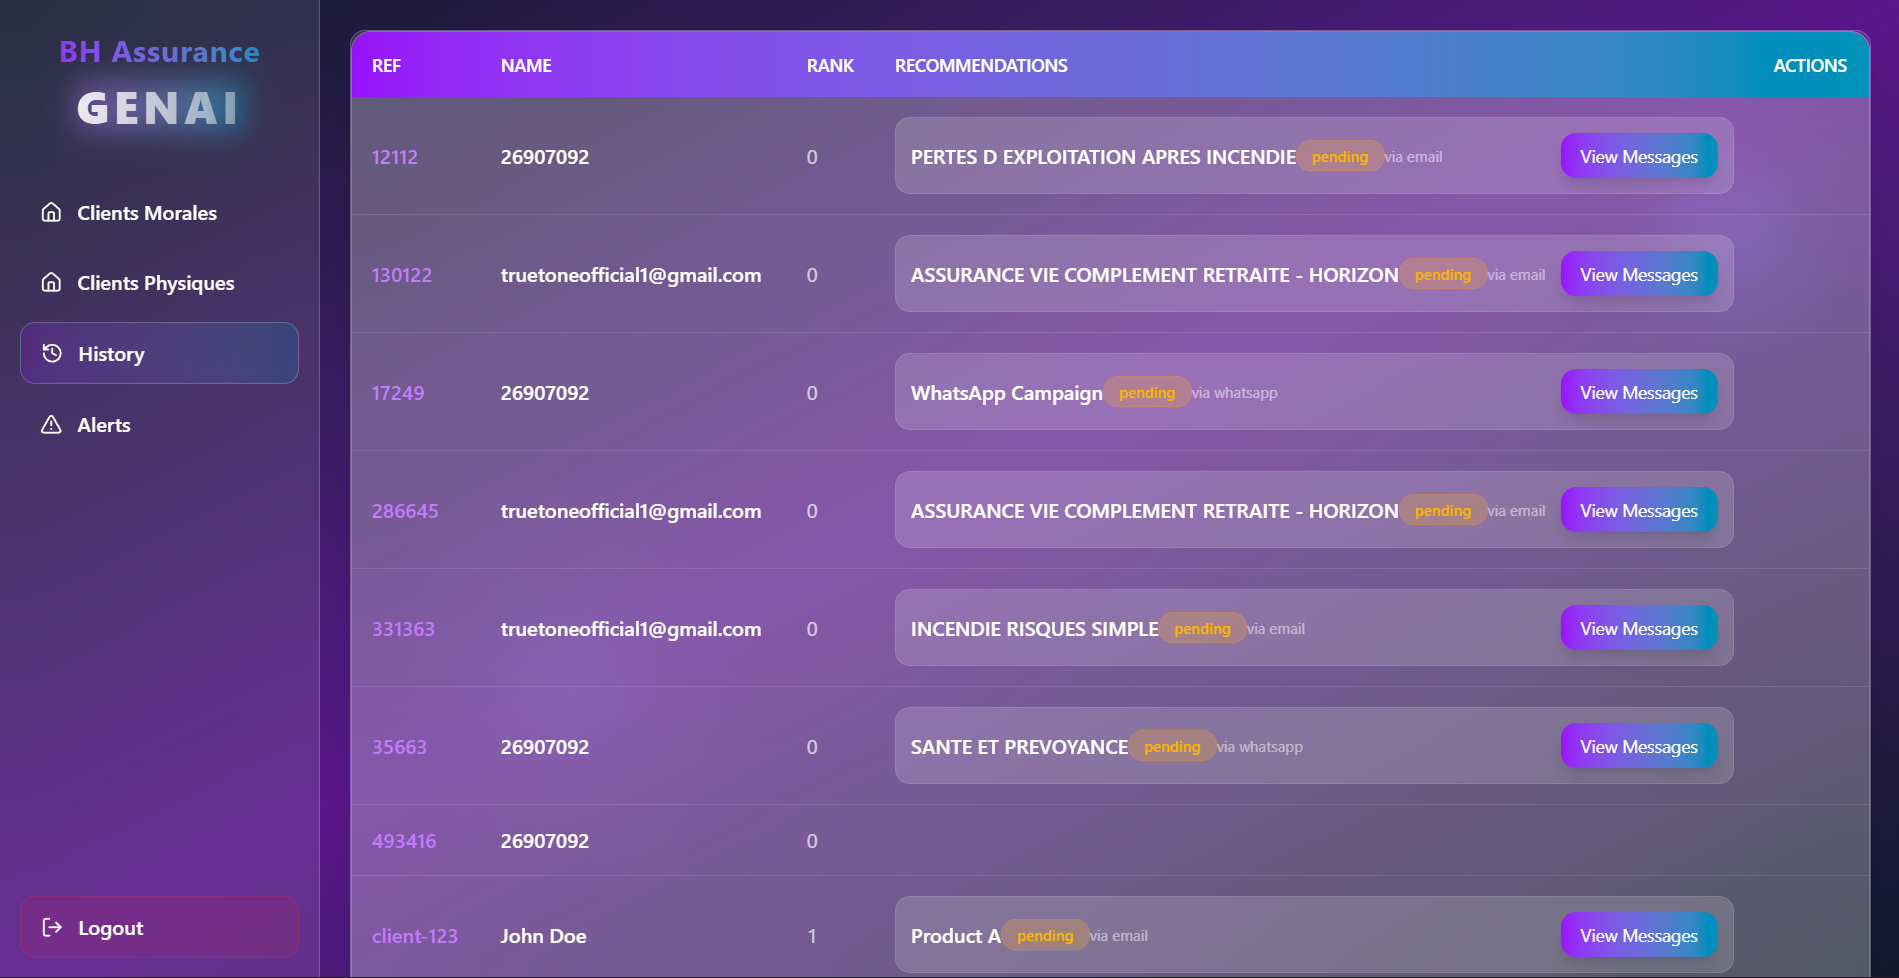 BH Assurance
GENAI
Clients Morales
Clients Physiques
History
Alerts
Logout
REF NAME RANK RECOMMENDATIONS ACTIONS
12112 26907092 0 PERTES D EXPLOITATION APRES INCENDIE pending via email View Messages
130122 truetoneofficial1@gmail.com 0 ASSURANCE VIE COMPLEMENT RETRAITE - HORIZON pending via email View Messages
17249 26907092 0 WhatsApp Campaign pending via whatsapp View Messages
286645 truetoneofficial1@gmail.com 0 ASSURANCE VIE COMPLEMENT RETRAITE - HORIZON pending via email View Messages
331363 truetoneofficial1@gmail.com 0 INCENDIE RISQUES SIMPLE pending via email View Messages
35663 26907092 0 SANTE ET PREVOYANCE pending via whatsapp View Messages
493416 26907092 0
client-123 John Doe 1 Product A pending via email View Messages